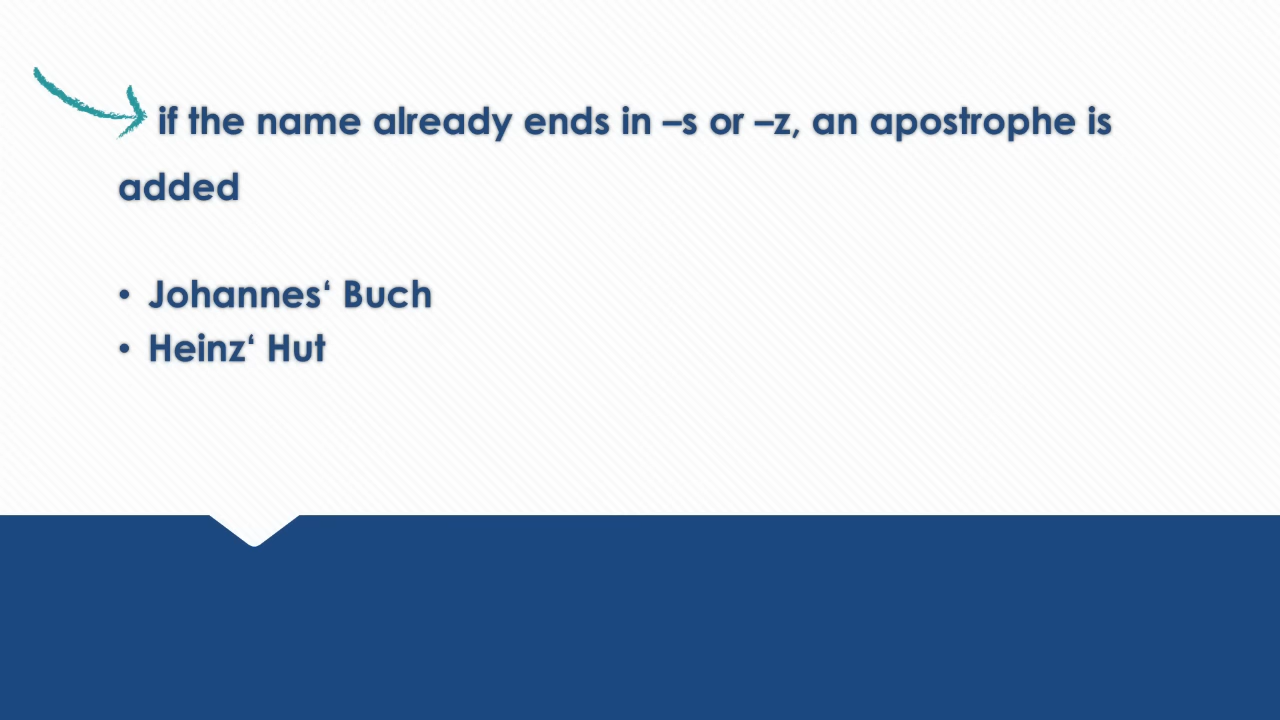 if the name already ends in –s or –z, an apostrophe is
added
• Johannes‘ Buch
• Heinz‘ Hut